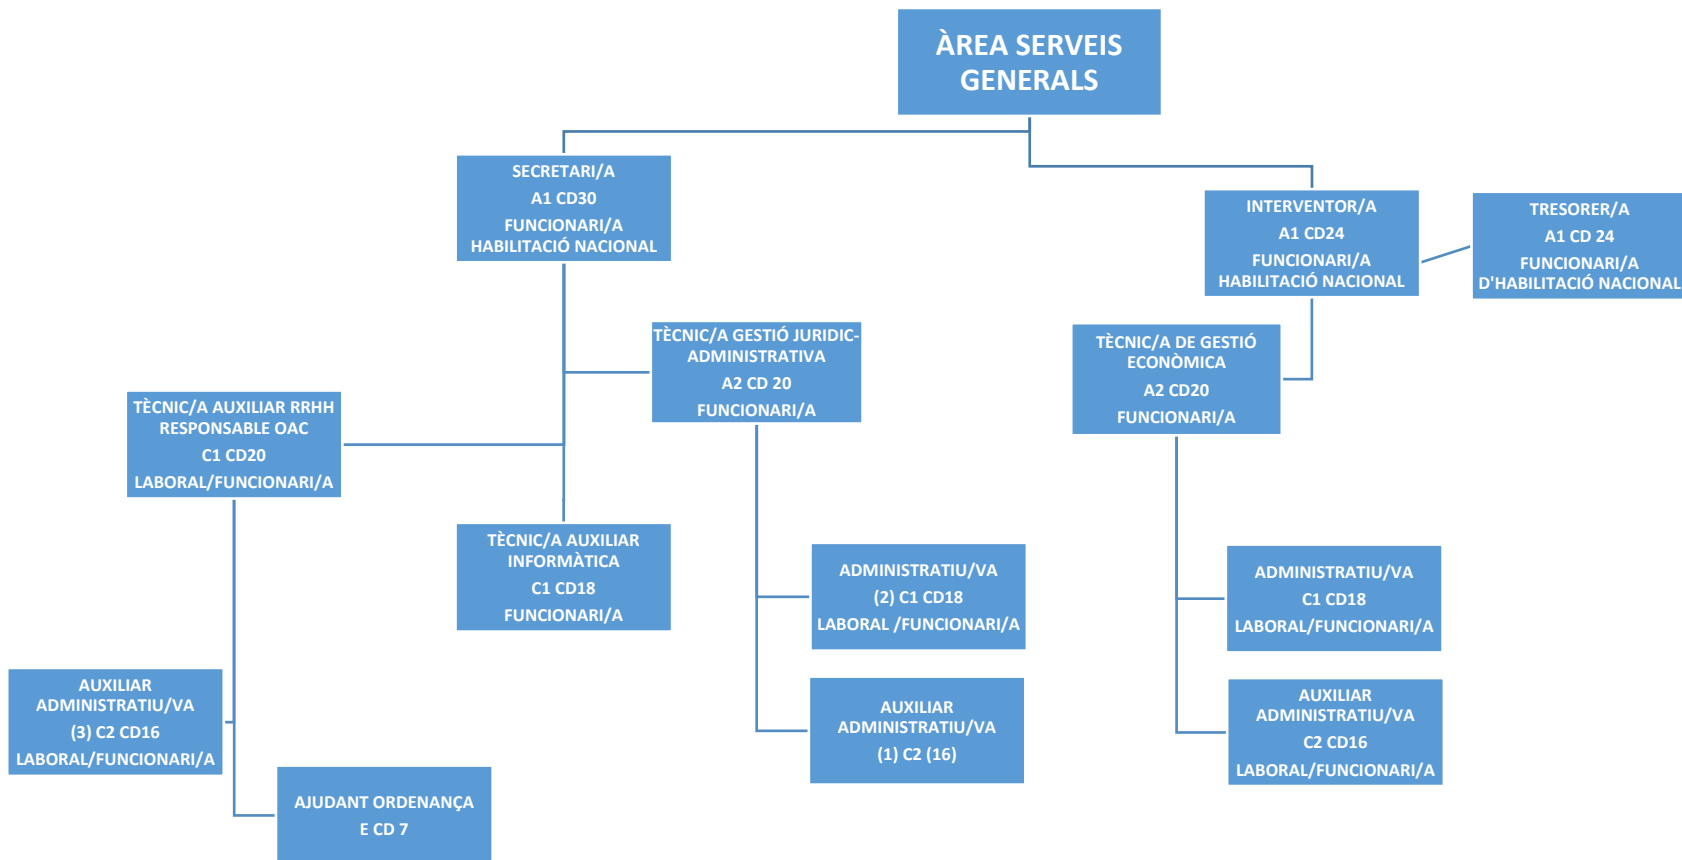 ÀREA SERVEIS
GENERALS
SECRETARI/A
A1 CD30
FUNCIONARI/A
HABILITACIÓ NACIONAL
INTERVENTOR/A
A1 CD24
FUNCIONARI/A
HABILITACIÓ NACIONAL
TRESORER/A
A1 CD 24
FUNCIONARI/A
D'HABILITACIÓ NACIONAL
TÈCNIC/A GESTIÓ JURIDIC-
ADMINISTRATIVA
A2 CD 20
FUNCIONARI/A
TÈCNIC/A DE GESTIÓ
ECONÒMICA
A2 CD20
FUNCIONARI/A
TÈCNIC/A AUXILIAR RRHH
RESPONSABLE OAC
C1 CD20
LABORAL/FUNCIONARI/A
TÈCNIC/A AUXILIAR
INFORMÀTICA
C1 CD18
FUNCIONARI/A
ADMINISTRATIU/VA
(2) C1 CD18
LABORAL /FUNCIONARI/A
ADMINISTRATIU/VA
C1 CD18
LABORAL/FUNCIONARI/A
AUXILIAR
ADMINISTRATIU/VA
(3) C2 CD16
LABORAL/FUNCIONARI/A
AUXILIAR
ADMINISTRATIU/VA
(1) C2 (16)
AUXILIAR
ADMINISTRATIU/VA
C2 CD16
LABORAL/FUNCIONARI/A
AJUDANT ORDENANÇA
E CD 7